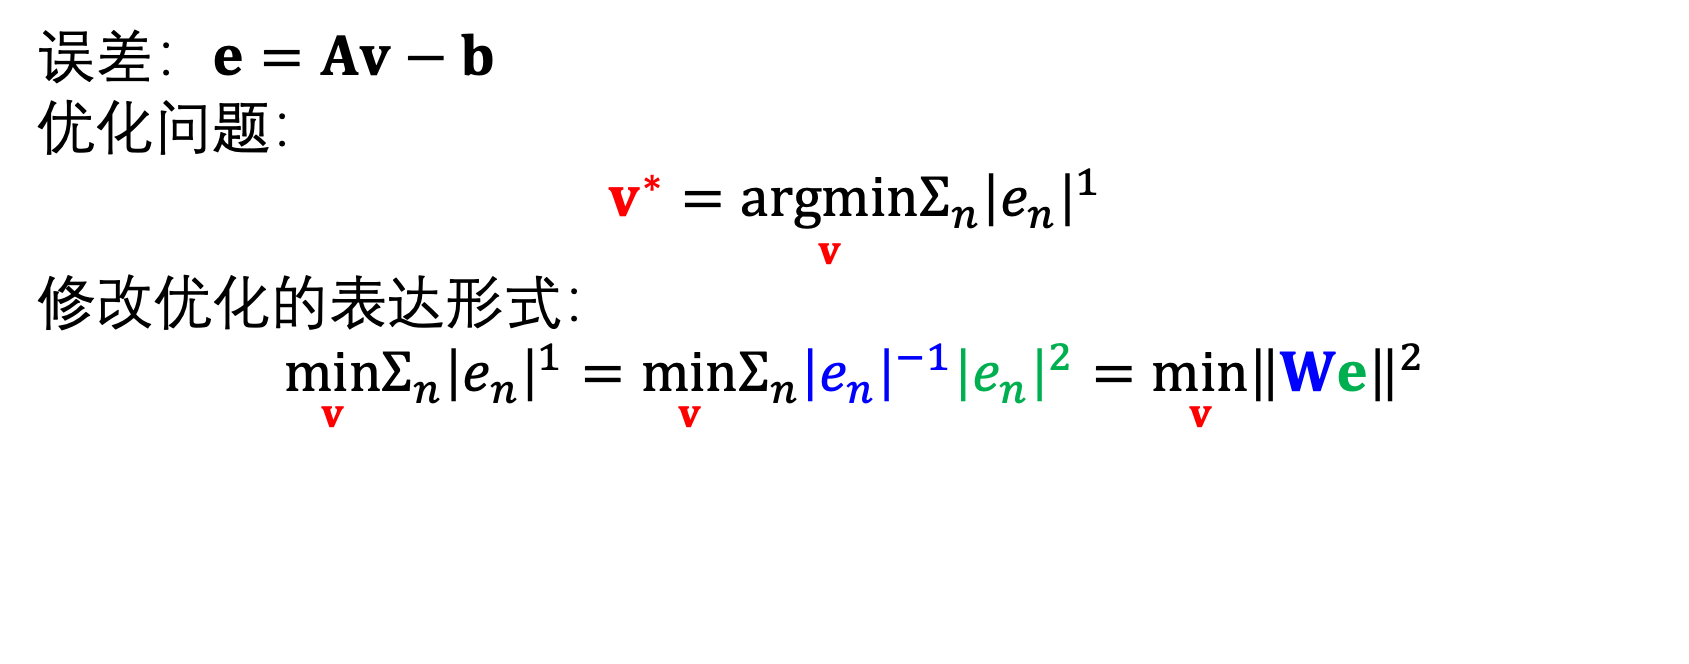 误差：e = Av − b
优化问题：
v* = argmin Σₙ|eₙ|¹
v
修改优化的表达形式：
min Σₙ|eₙ|¹ = min Σₙ|eₙ|⁻¹|eₙ|² = min‖We‖²
v v v